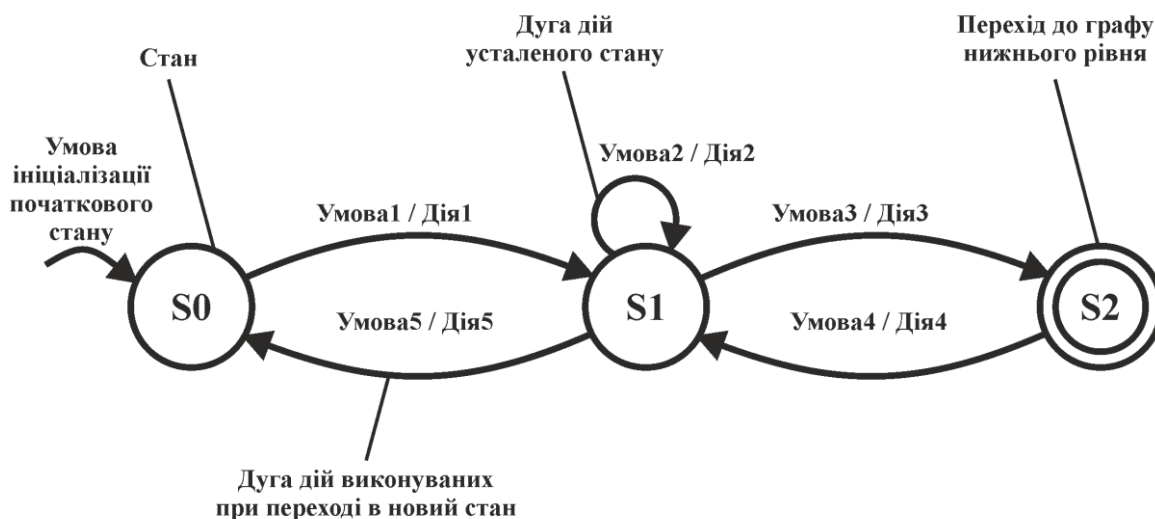 Стан
Дуга дій
усталеного стану
Перехід до графу
нижнього рівня
Умова
ініціалізації
початкового
стану
Умова1 / Дія1
Умова2 / Дія2
Умова3 / Дія3
S0
S1
S2
Умова5 / Дія5
Умова4 / Дія4
Дуга дій виконуваних
при переході в новий стан